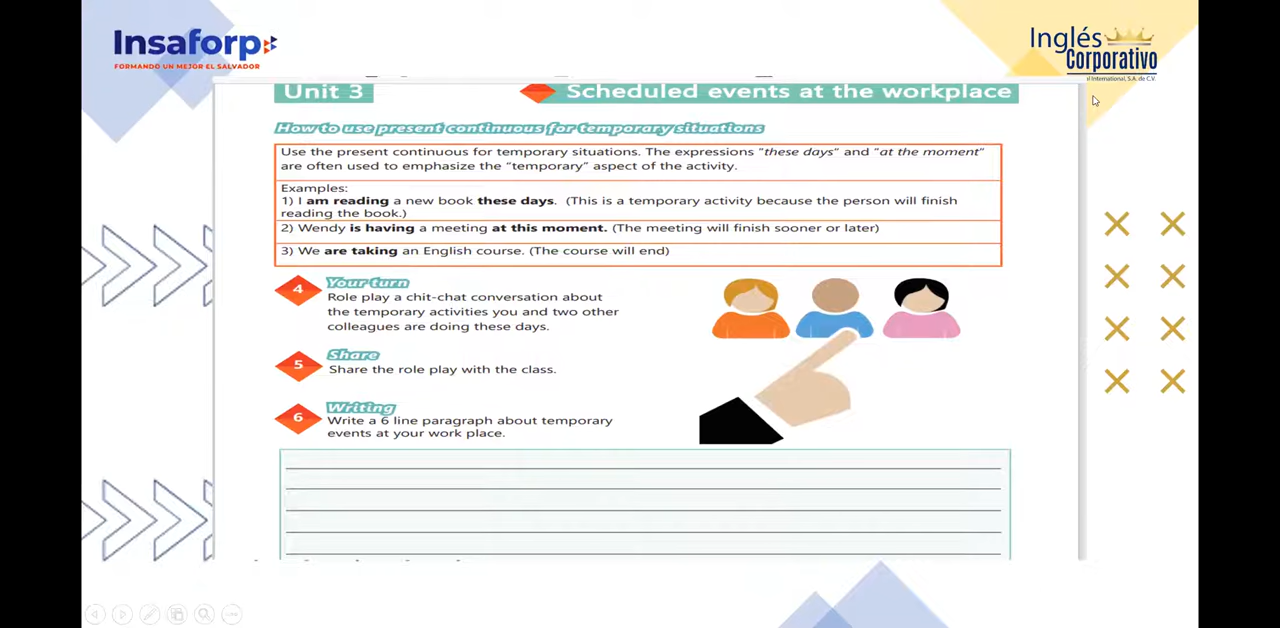 Insaforp
FORMANDO UN MEJOR EL SALVADOR
Inglés
Corporativo
al International, S.A. de C.V.
Unit 3
Scheduled events at the workplace
How to use present continuous for temporary situations
Use the present continuous for temporary situations. The expressions "these days" and "at the moment"
are often used to emphasize the "temporary" aspect of the activity.
Examples:
1) I am reading a new book these days. (This is a temporary activity because the person will finish
reading the book.)
2) Wendy is having a meeting at this moment. (The meeting will finish sooner or later)
3) We are taking an English course. (The course will end)
4
Your turn
Role play a chit-chat conversation about
the temporary activities you and two other
colleagues are doing these days.
5
Share
Share the role play with the class.
6
Writing
Write a 6 line paragraph about temporary
events at your work place.